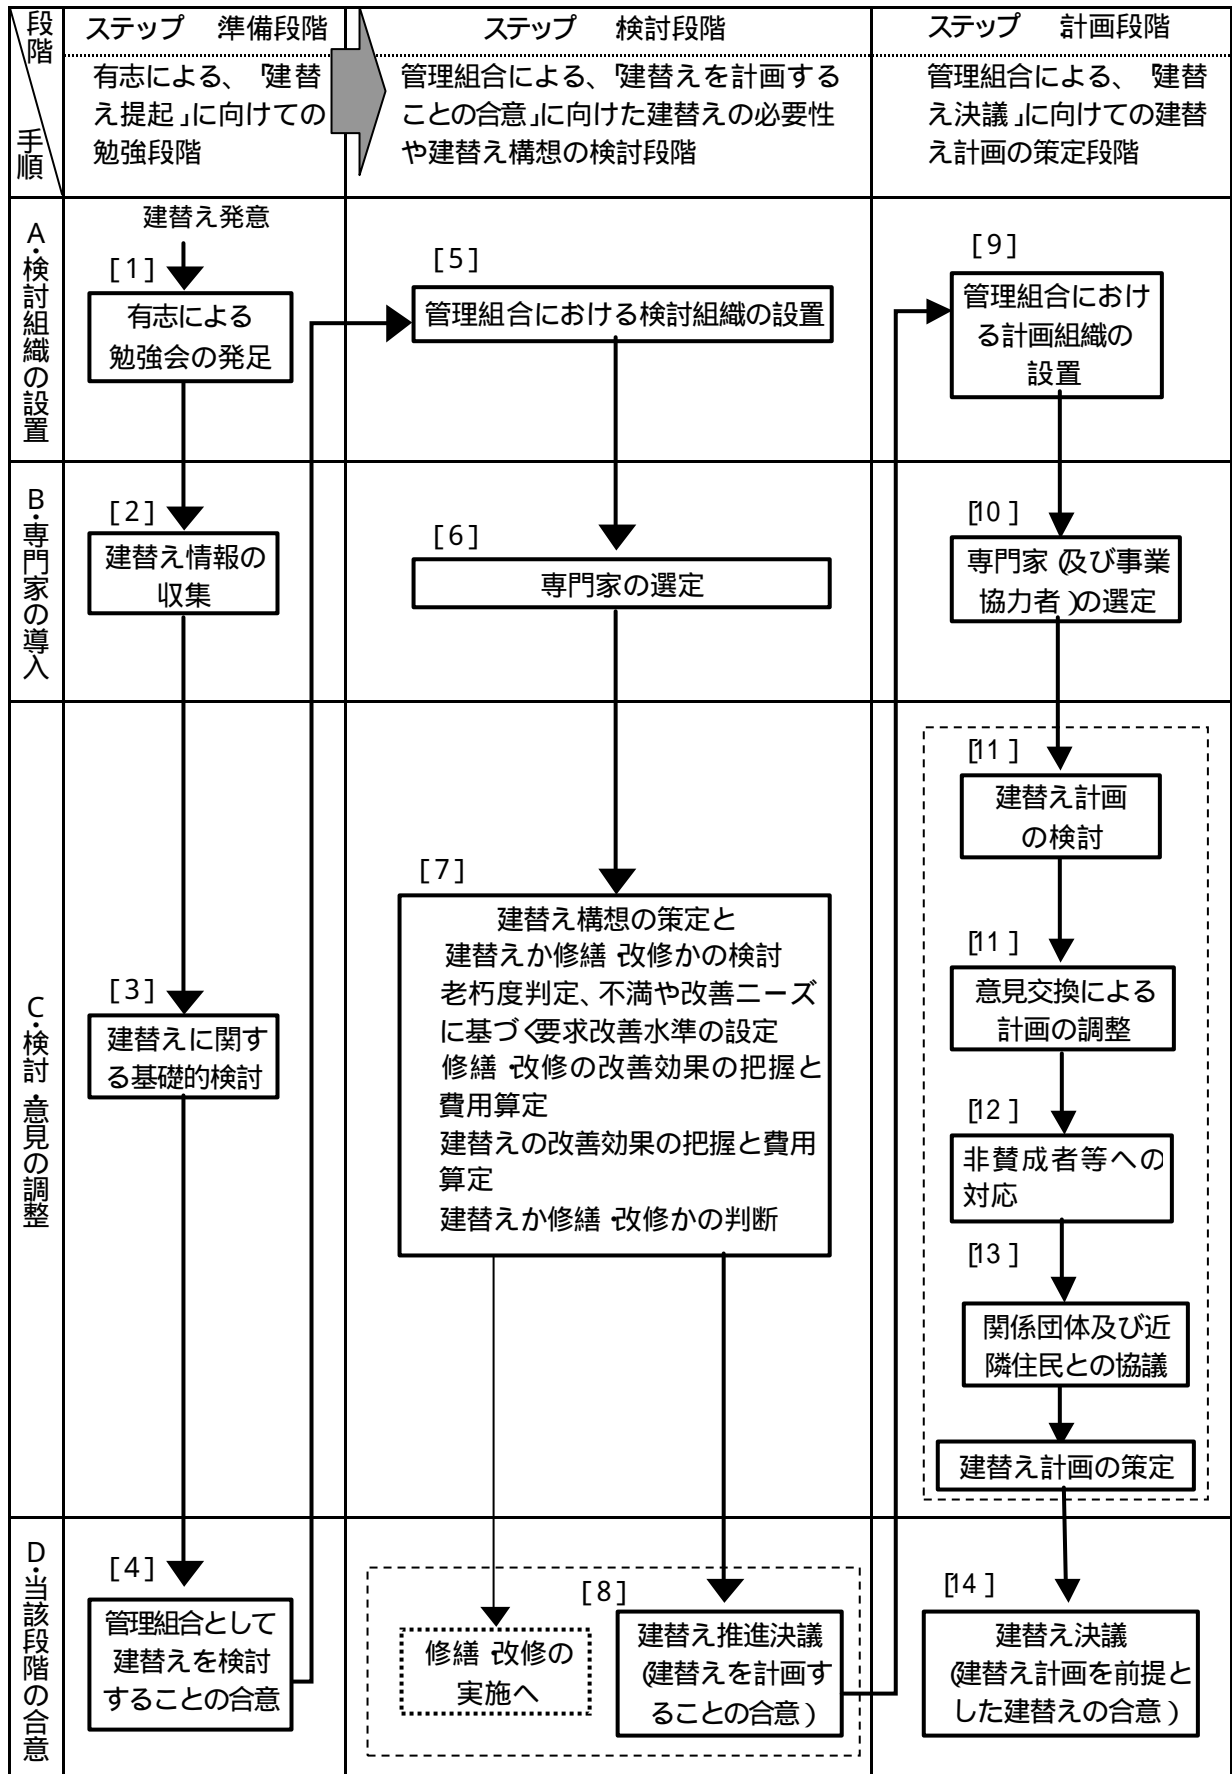 段階
手順
ステップ 準備段階
有志による、「建替
え提起」に向けての
勉強段階
ステップ 検討段階
管理組合による、「建替えを計画する
ことの合意」に向けた建替えの必要性
や建替え構想の検討段階
ステップ 計画段階
管理組合による、「建替
え決議」に向けての建替
え計画の策定段階
A・検討組織の設置
建替え発意
[1]
有志による
勉強会の発足
[5]
管理組合における検討組織の設置
[9]
管理組合におけ
る計画組織の
設置
B・専門家の導入
[2]
建替え情報の
収集
[6]
専門家の選定
[10]
専門家(及び事業
協力者)の選定
C・検討・意見の調整
[3]
建替えに関す
る基礎的検討
[7]
建替え構想の策定と
建替えか修繕・改修かの検討
老朽度判定、不満や改善ニーズ
に基づく要求改善水準の設定
修繕・改修の改善効果の把握と
費用算定
建替えの改善効果の把握と費用
算定
建替えか修繕・改修かの判断
[11]
建替え計画
の検討
[11]
意見交換による
計画の調整
[12]
非賛成者等への
対応
[13]
関係団体及び近
隣住民との協議
建替え計画の策定
D・当該段階の合意
[4]
管理組合として
建替えを検討
することの合意
修繕・改修の
実施へ
[8]
建替え推進決議
(建替えを計画す
ることの合意)
[14]
建替え決議
(建替え計画を前提と
した建替えの合意)